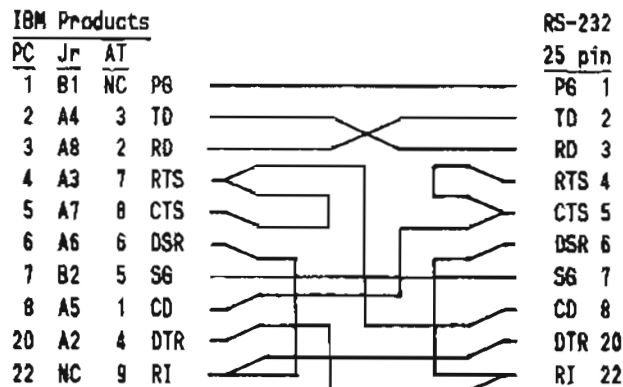 IBM Products RS-232
PC Jr AT 25 pin
1 B1 NC PG PG 1
2 A4 3 TD TD 2
3 A8 2 RD RD 3
4 A3 7 RTS RTS 4
5 A7 8 CTS CTS 5
6 A6 6 DSR DSR 6
7 B2 5 SG SG 7
8 A5 1 CD CD 8
20 A2 4 DTR DTR 20
22 NC 9 RI RI 22